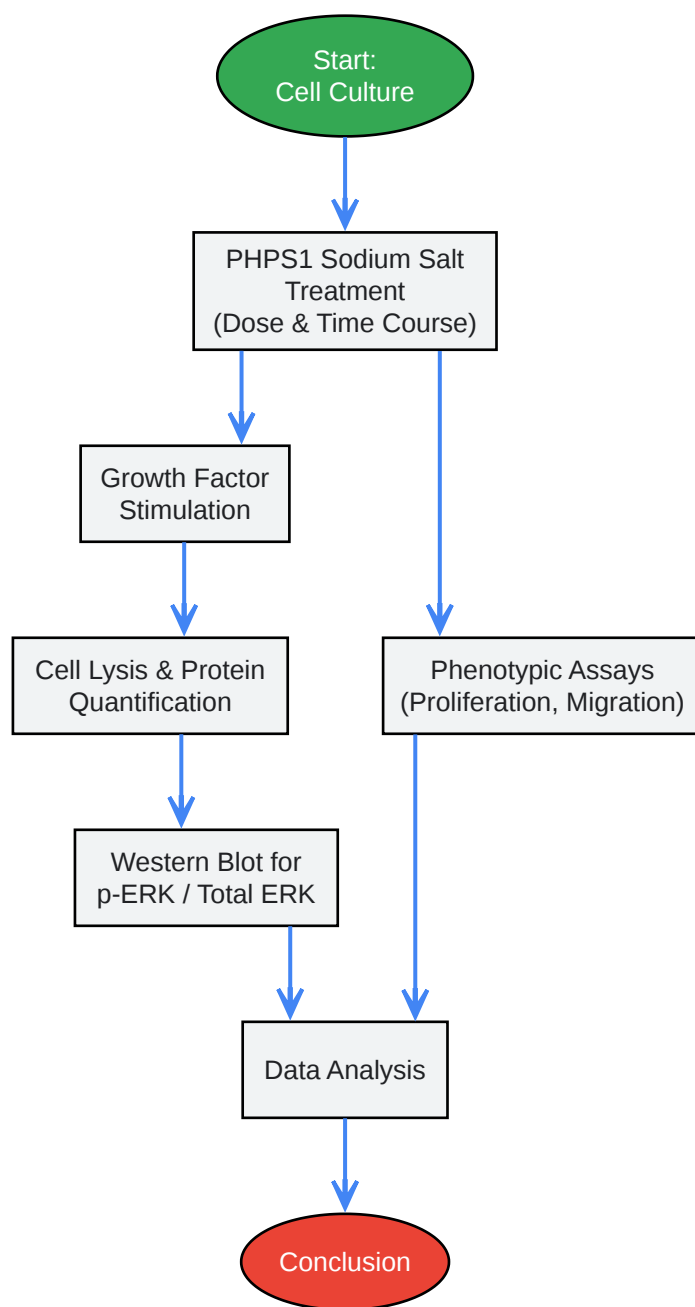 Start:
Cell Culture
PHPS1 Sodium Salt
Treatment
(Dose & Time Course)
Growth Factor
Stimulation
Cell Lysis & Protein
Quantification
Phenotypic Assays
(Proliferation, Migration)
Western Blot for
p-ERK / Total ERK
Data Analysis
Conclusion